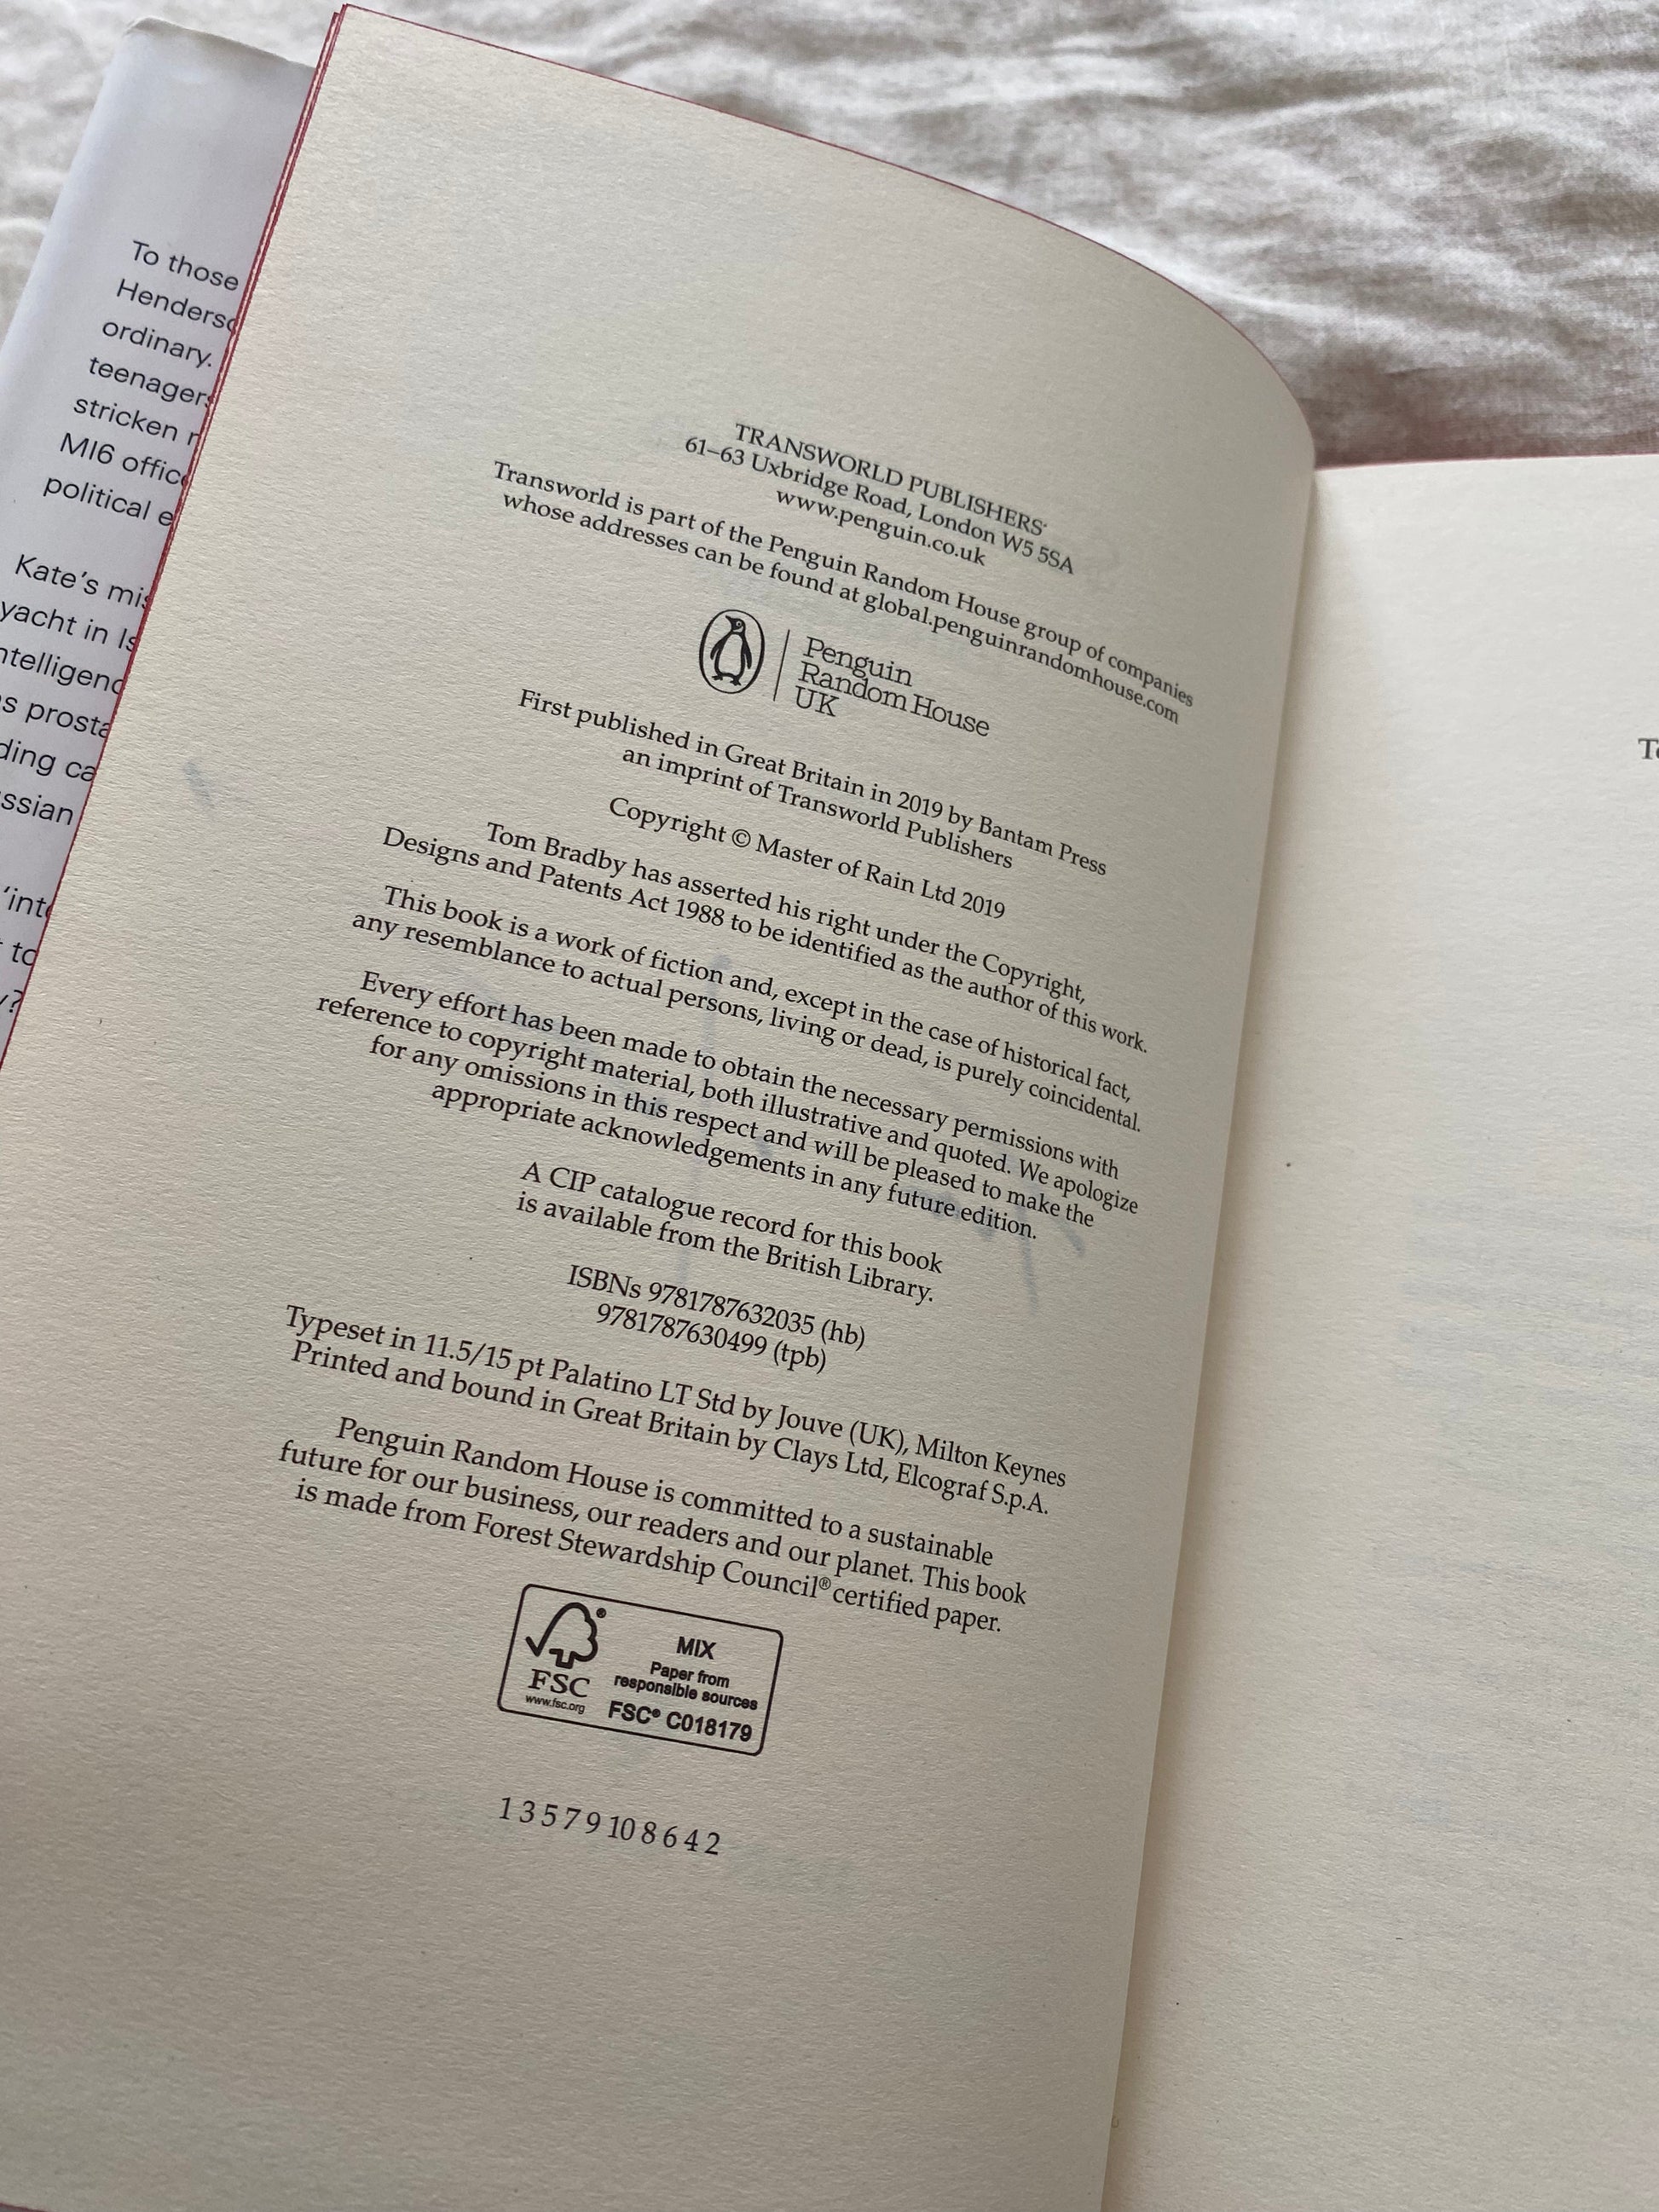 To those
ordinary.
stricken
political
Kate's
yacht in
TRANSWORLD PUBLISHERS
61–63 Uxbridge Road, London W5 5SA
www.penguin.co.uk
Transworld is part of the Penguin Random House group of companies
whose addresses can be found at global.penguinrandomhouse.com
Penguin
Random House
UK
First published in Great Britain in 2019 by Bantam Press
an imprint of Transworld Publishers
Copyright © Master of Rain Ltd 2019
Tom Bradby has asserted his right under the Copyright,
Designs and Patents Act 1988 to be identified as the author of this work.
This book is a work of fiction and, except in the case of historical fact,
any resemblance to actual persons, living or dead, is purely coincidental.
Every effort has been made to obtain the necessary permissions with
reference to copyright material, both illustrative and quoted. We apologize
for any omissions in this respect and will be pleased to make the
appropriate acknowledgements in any future edition.
A CIP catalogue record for this book
is available from the British Library.
ISBNs 9781787632035 (hb)
9781787630499 (tpb)
Typeset in 11.5/15 pt Palatino LT Std by Jouve (UK), Milton Keynes
Printed and bound in Great Britain by Clays Ltd, Elcograf S.p.A.
Penguin Random House is committed to a sustainable
future for our business, our readers and our planet. This book
is made from Forest Stewardship Council® certified paper.
FSC®
www.fsc.org
MIX
Paper from
responsible sources
FSC® C018179
1 3 5 7 9 10 8 6 4 2